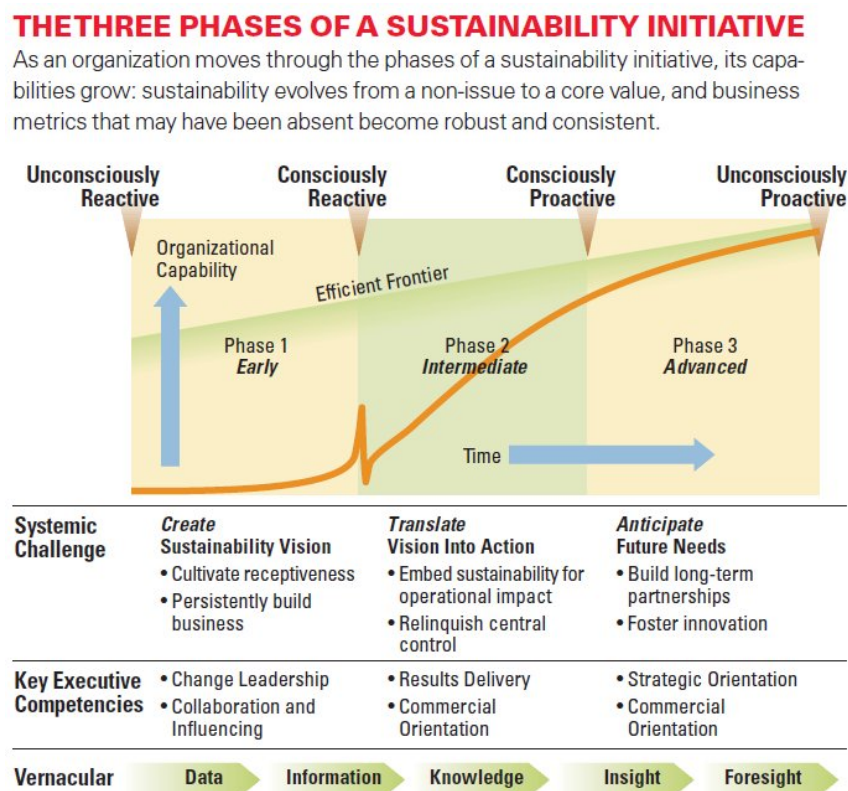 THETHREE PHASES OF A SUSTAINABILITY INITIATIVE
As an organization moves through the phases of a sustainability initiative, its capa-
bilities grow: sustainability evolves from a non-issue to a core value, and business
metrics that may have been absent become robust and consistent.
Unconsciously
Reactive
Consciously
Reactive
Consciously
Proactive
Unconsciously
Proactive
Organizational
Capability
Efficient Frontier
Phase 1
Early
Phase 2
Intermediate
Phase 3
Advanced
Time
Systemic
Challenge
Create
Sustainability Vision
• Cultivate receptiveness
• Persistently build
business
Translate
Vision Into Action
• Embed sustainability for
operational impact
• Relinquish central
control
Anticipate
Future Needs
• Build long-term
partnerships
• Foster innovation
Key Executive
Competencies
• Change Leadership
• Collaboration and
Influencing
• Results Delivery
• Commercial
Orientation
• Strategic Orientation
• Commercial
Orientation
Vernacular
Data
Information
Knowledge
Insight
Foresight